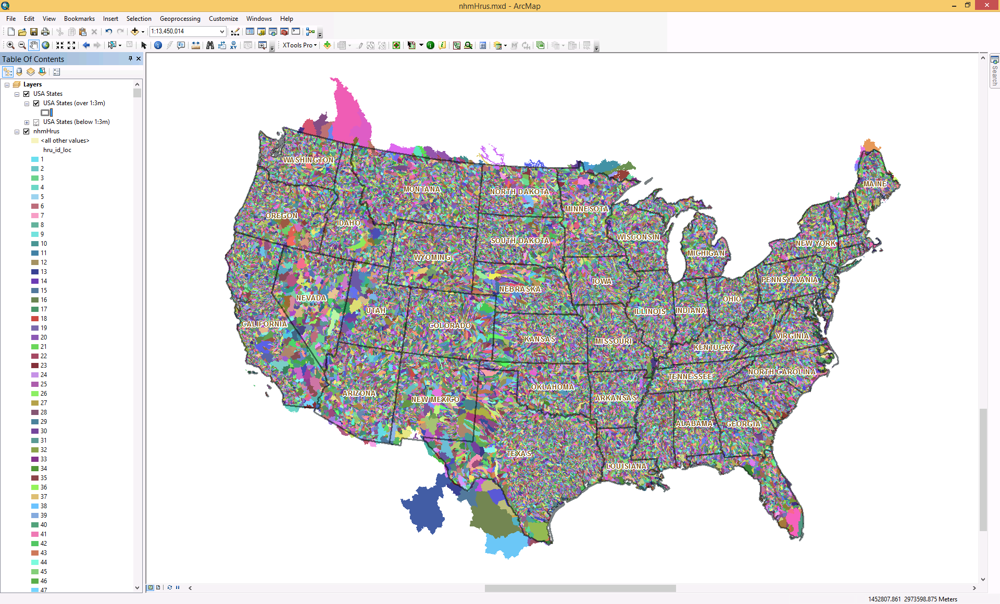 nhmHrus.mxd - ArcMap
File Edit View Bookmarks Insert Selection Geoprocessing Customize Windows Help
1:13,450,014
XTools Pro
Table Of Contents
Layers
USA States
USA States (over 1:3m)
USA States (below 1:3m)
nhmHrus
<all other values>
hru_id_loc
1
2
3
4
5
6
7
8
9
10
11
12
13
14
15
16
17
18
19
20
21
22
23
24
25
26
27
28
29
30
31
32
33
34
35
36
37
38
39
40
41
42
43
44
45
46
47
WASHINGTON
MONTANA
NORTH DAKOTA
MINNESOTA
MAINE
OREGON
IDAHO
SOUTH DAKOTA
WISCONSIN
NEW YORK
MICHIGAN
WYOMING
IOWA
PENNSYLVANIA
NEBRASKA
NEVADA
OHIO
UTAH
ILLINOIS
INDIANA
CALIFORNIA
COLORADO
KANSAS
MISSOURI
VIRGINIA
KENTUCKY
NORTH CAROLINA
TENNESSEE
OKLAHOMA
ARIZONA
NEW MEXICO
ARKANSAS
ALABAMA
GEORGIA
TEXAS
LOUISIANA
Search
1452807.861 2973598.875 Meters